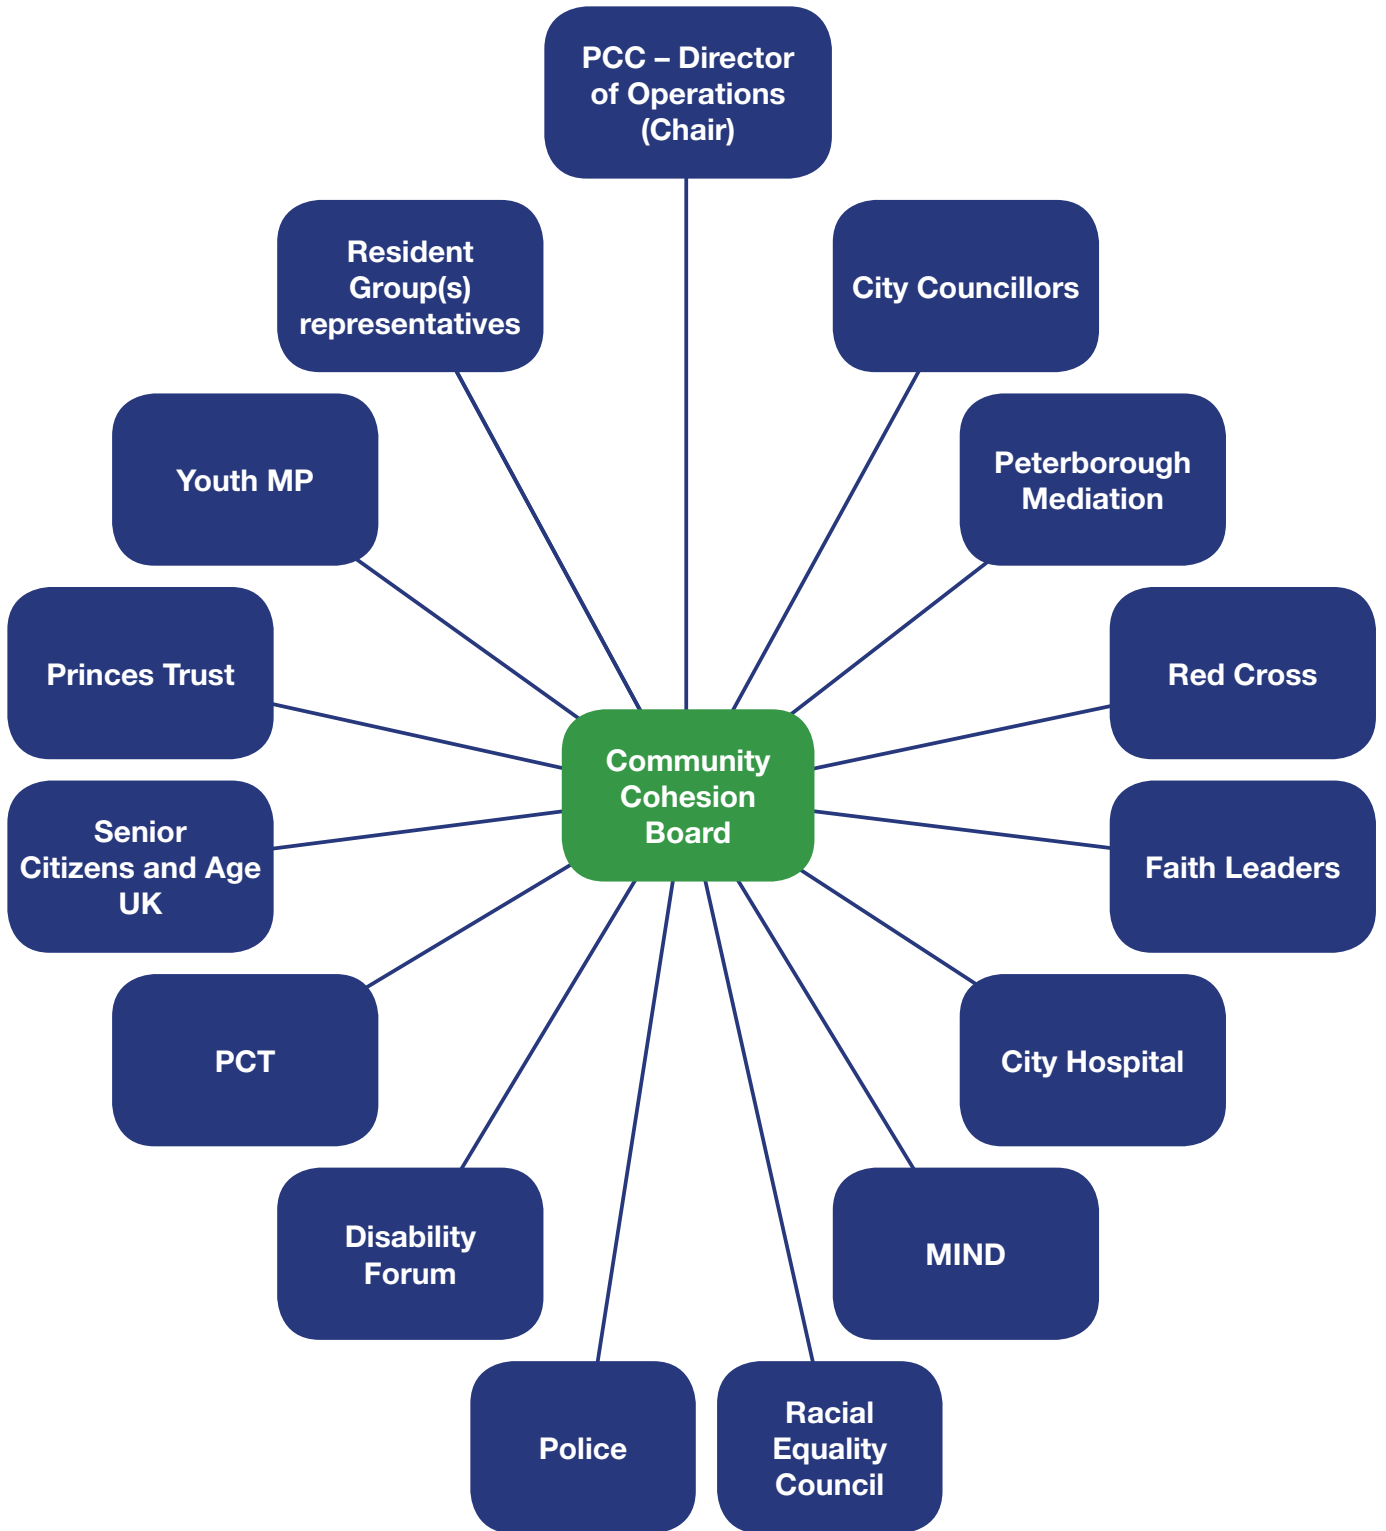 PCC – Director
of Operations
(Chair)
Resident
Group(s)
representatives
City Councillors
Youth MP
Peterborough
Mediation
Princes Trust
Red Cross
Community
Cohesion
Board
Senior
Citizens and Age
UK
Faith Leaders
PCT
City Hospital
Disability
Forum
MIND
Police
Racial
Equality
Council